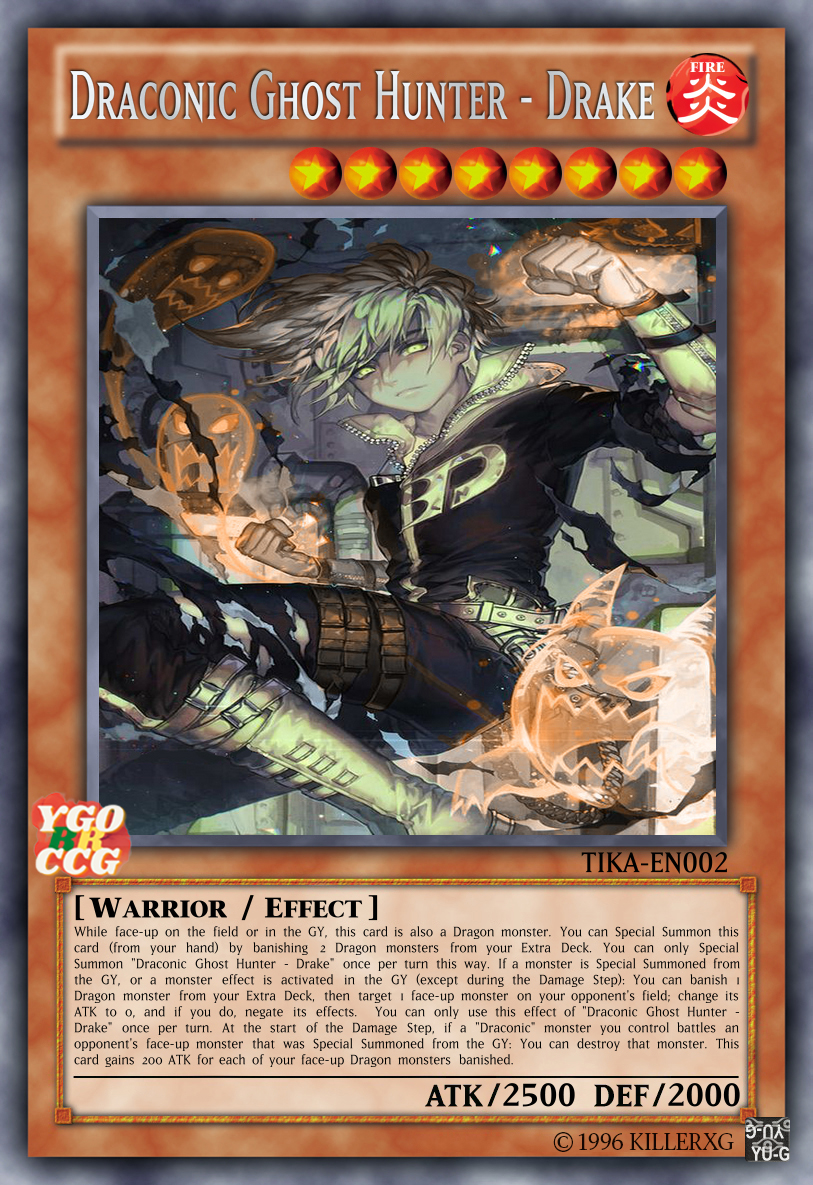 Draconic Ghost Hunter - Drake
FIRE
炎
YGO
RR
CCG
TIKA-EN002
[ Warrior / Effect ]
While face-up on the field or in the GY, this card is also a Dragon monster. You can Special Summon this
card (from your hand) by banishing 2 Dragon monsters from your Extra Deck. You can only Special
Summon "Draconic Ghost Hunter - Drake" once per turn this way. If a monster is Special Summoned from
the GY, or a monster effect is activated in the GY (except during the Damage Step): You can banish 1
Dragon monster from your Extra Deck, then target 1 face-up monster on your opponent's field; change its
ATK to 0, and if you do, negate its effects. You can only use this effect of "Draconic Ghost Hunter -
Drake" once per turn. At the start of the Damage Step, if a "Draconic" monster you control battles an
opponent's face-up monster that was Special Summoned from the GY: You can destroy that monster. This
card gains 200 ATK for each of your face-up Dragon monsters banished.
ATK/2500 DEF/2000
© 1996 KILLERXG
YU-G